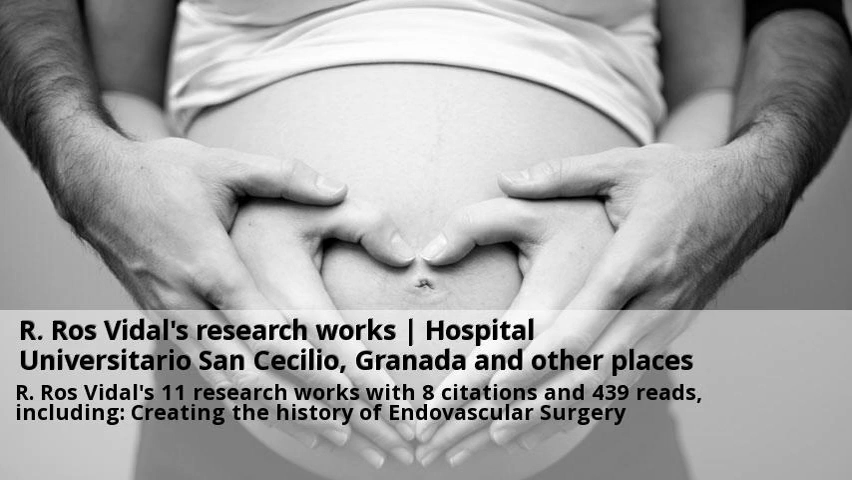 R. Ros Vidal's research works | Hospital
Universitario San Cecilio, Granada and other places
R. Ros Vidal's 11 research works with 8 citations and 439 reads,
including: Creating the history of Endovascular Surgery